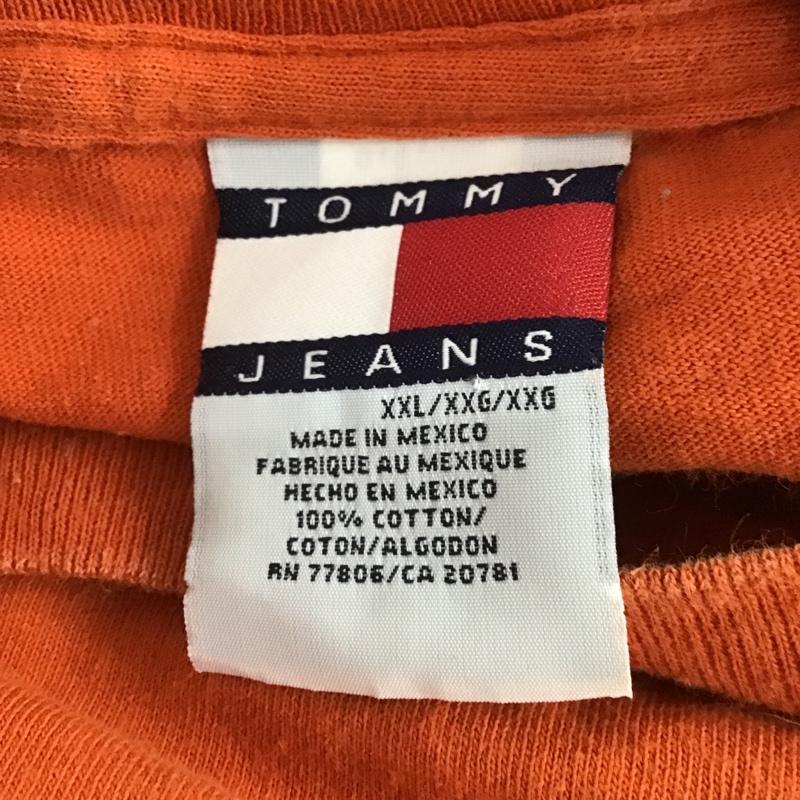 TOMMY
JEANS
XXL/XXG/XXG
MADE IN MEXICO
FABRIQUE AU MEXIQUE
HECHO EN MEXICO
100% COTTON/
COTON/ALGODON
RN 77806/CA 20781